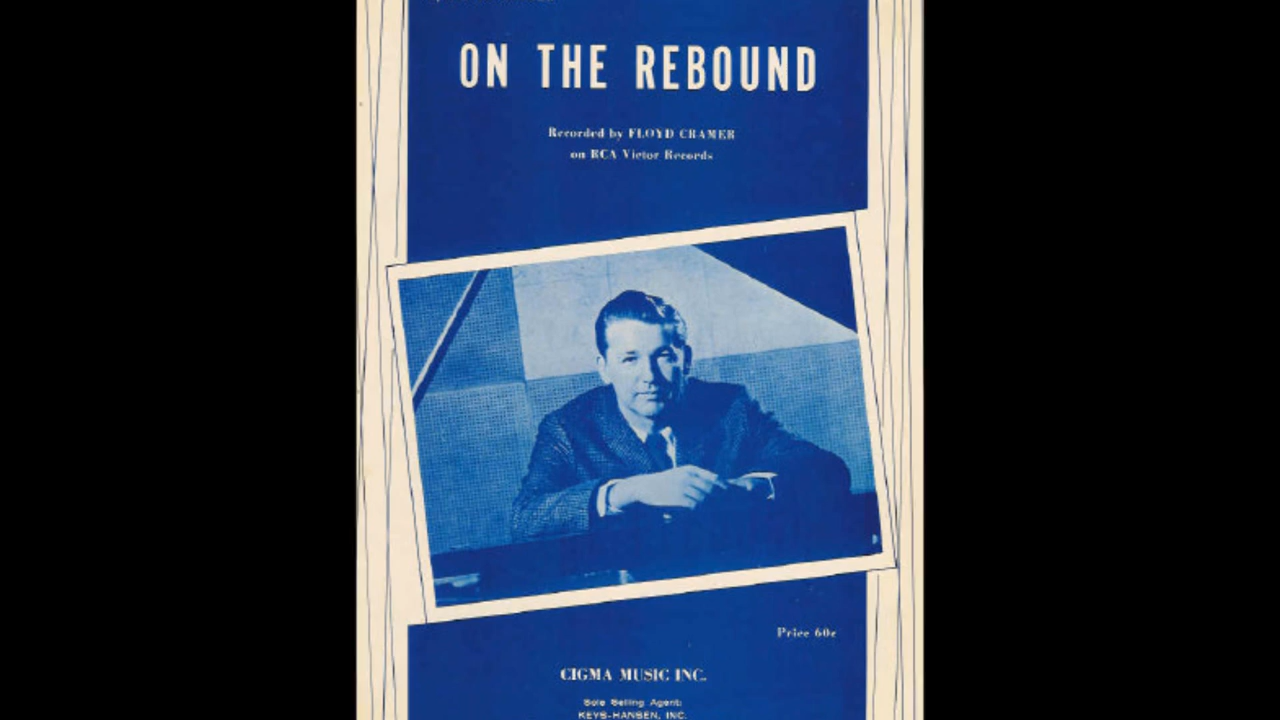 ON THE REBOUND
Recorded by FLOYD CRAMER
on RCA Victor Records
Price 60c
CIGMA MUSIC INC.
Sole Selling Agent:
KEYS-HANSEN, INC.